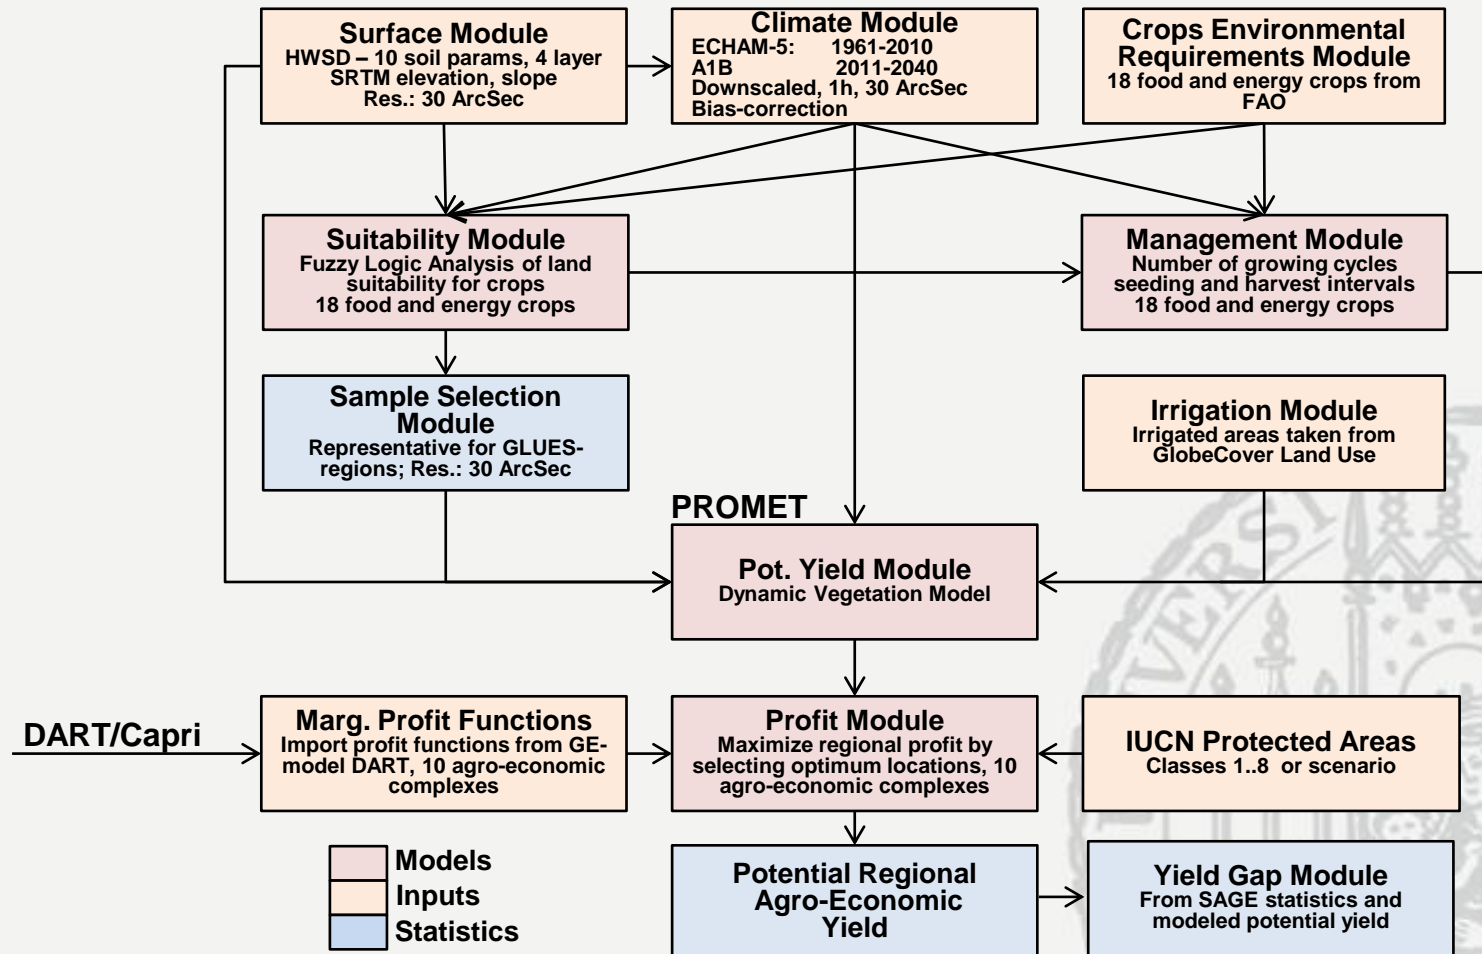 Surface Module
HWSD – 10 soil params, 4 layer
SRTM elevation, slope
Res.: 30 ArcSec
Climate Module
ECHAM-5: 1961-2010
A1B 2011-2040
Downscaled, 1h, 30 ArcSec
Bias-correction
Crops Environmental
Requirements Module
18 food and energy crops from
FAO
Suitability Module
Fuzzy Logic Analysis of land
suitability for crops
18 food and energy crops
Management Module
Number of growing cycles
seeding and harvest intervals
18 food and energy crops
Sample Selection
Module
Representative for GLUES-
regions; Res.: 30 ArcSec
Irrigation Module
Irrigated areas taken from
GlobeCover Land Use
PROMET
Pot. Yield Module
Dynamic Vegetation Model
DART/Capri
Marg. Profit Functions
Import profit functions from GE-
model DART, 10 agro-economic
complexes
Profit Module
Maximize regional profit by
selecting optimum locations, 10
agro-economic complexes
IUCN Protected Areas
Classes 1..8 or scenario
Models
Inputs
Statistics
Potential Regional
Agro-Economic
Yield
Yield Gap Module
From SAGE statistics and
modeled potential yield